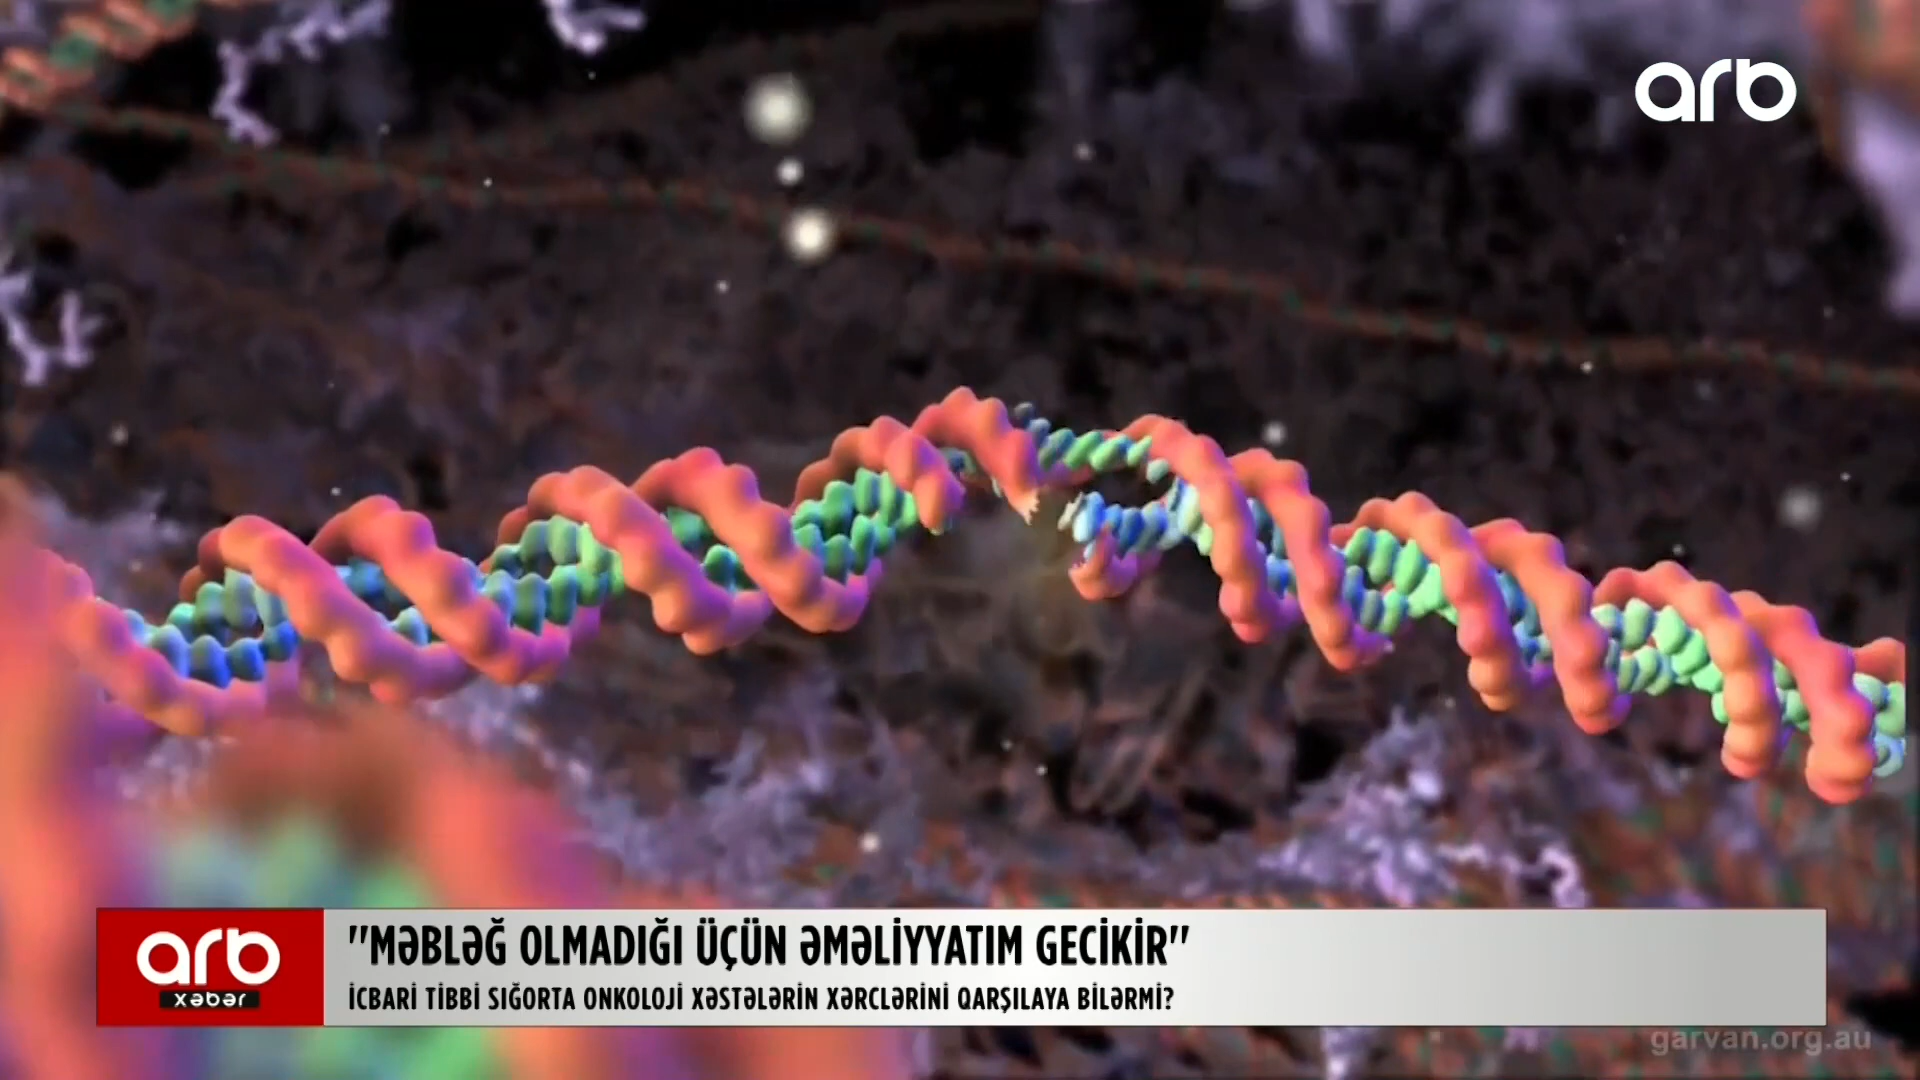 arb
"MƏBLƏĞ OLMADIĞI ÜÇÜN ƏMƏLİYYATIM GECİKİR"
arb
xəbər
İCBARİ TİBBİ SIĞORTA ONKOLOJİ XƏSTƏLƏRİN XƏRCLƏRİNİ QARŞILAYA BİLƏRMİ?
garvan.org.au